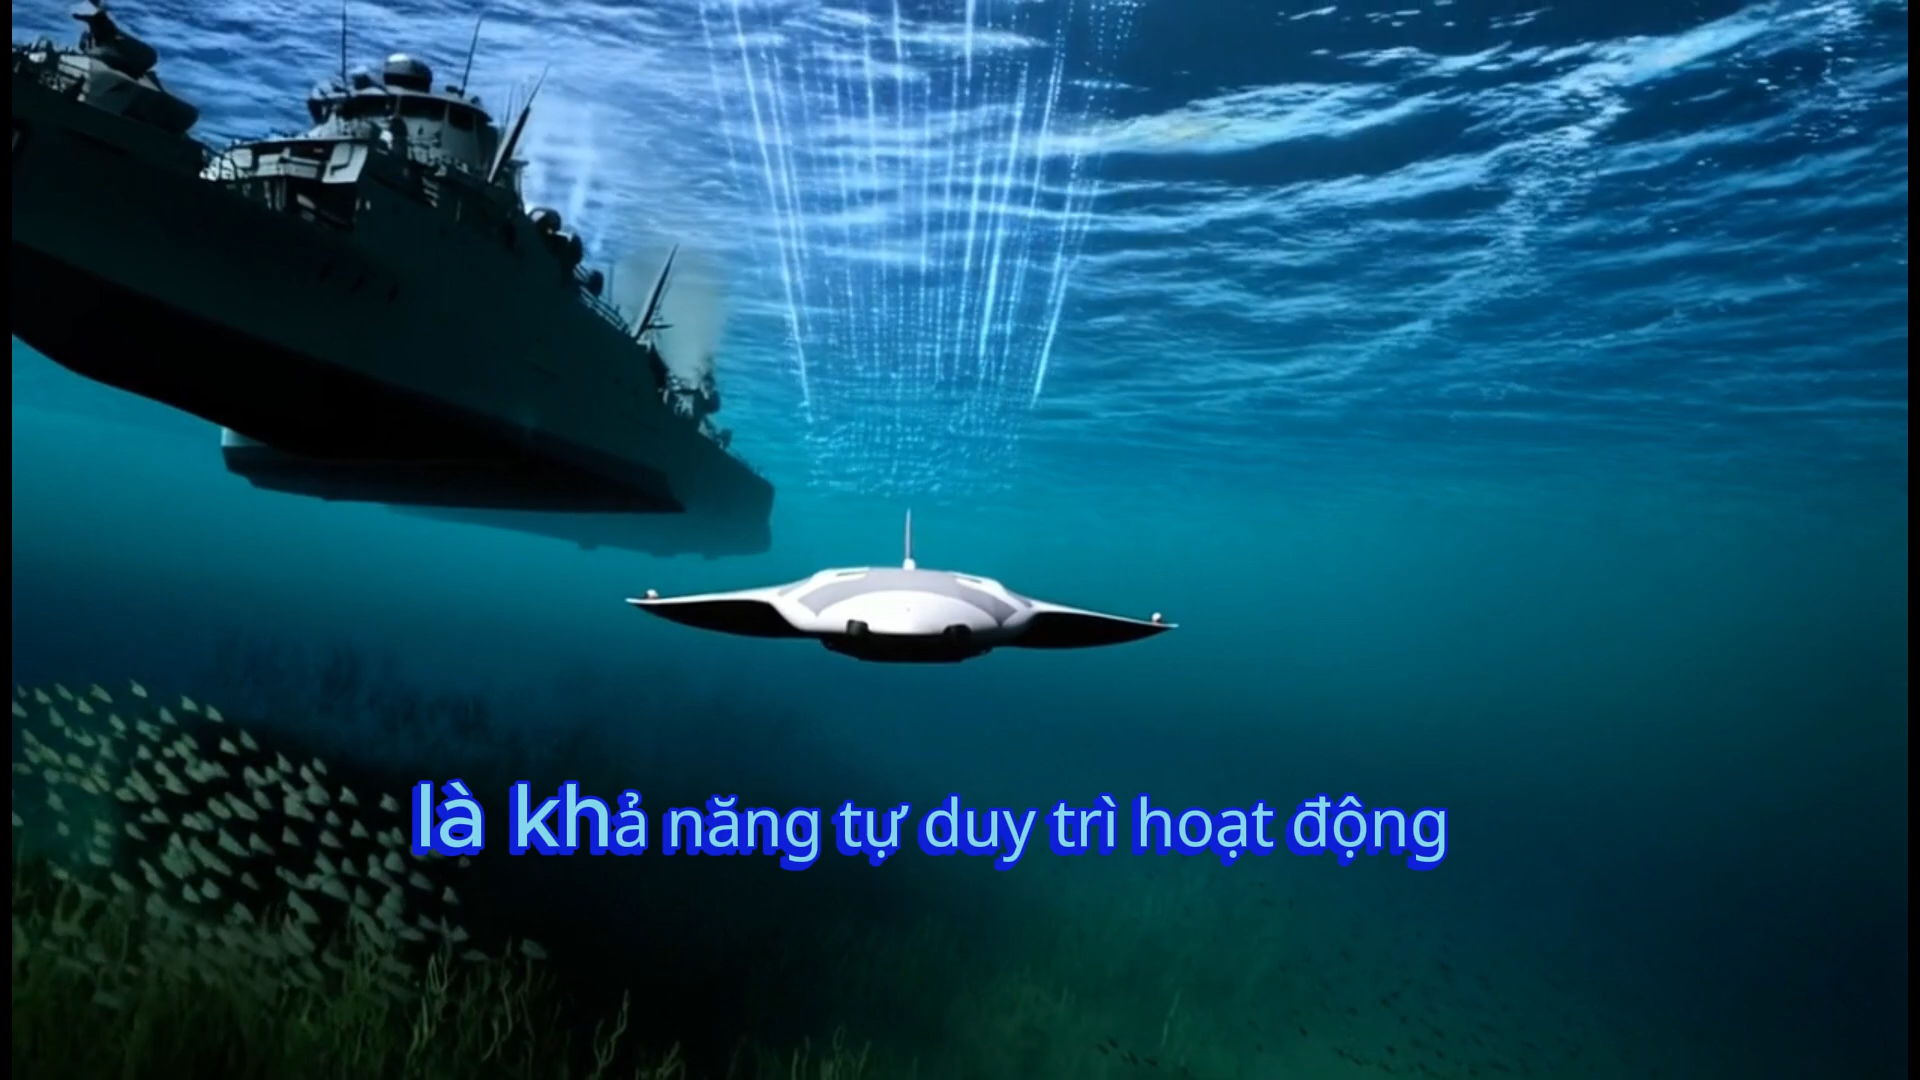 là khả năng tự duy trì hoạt động